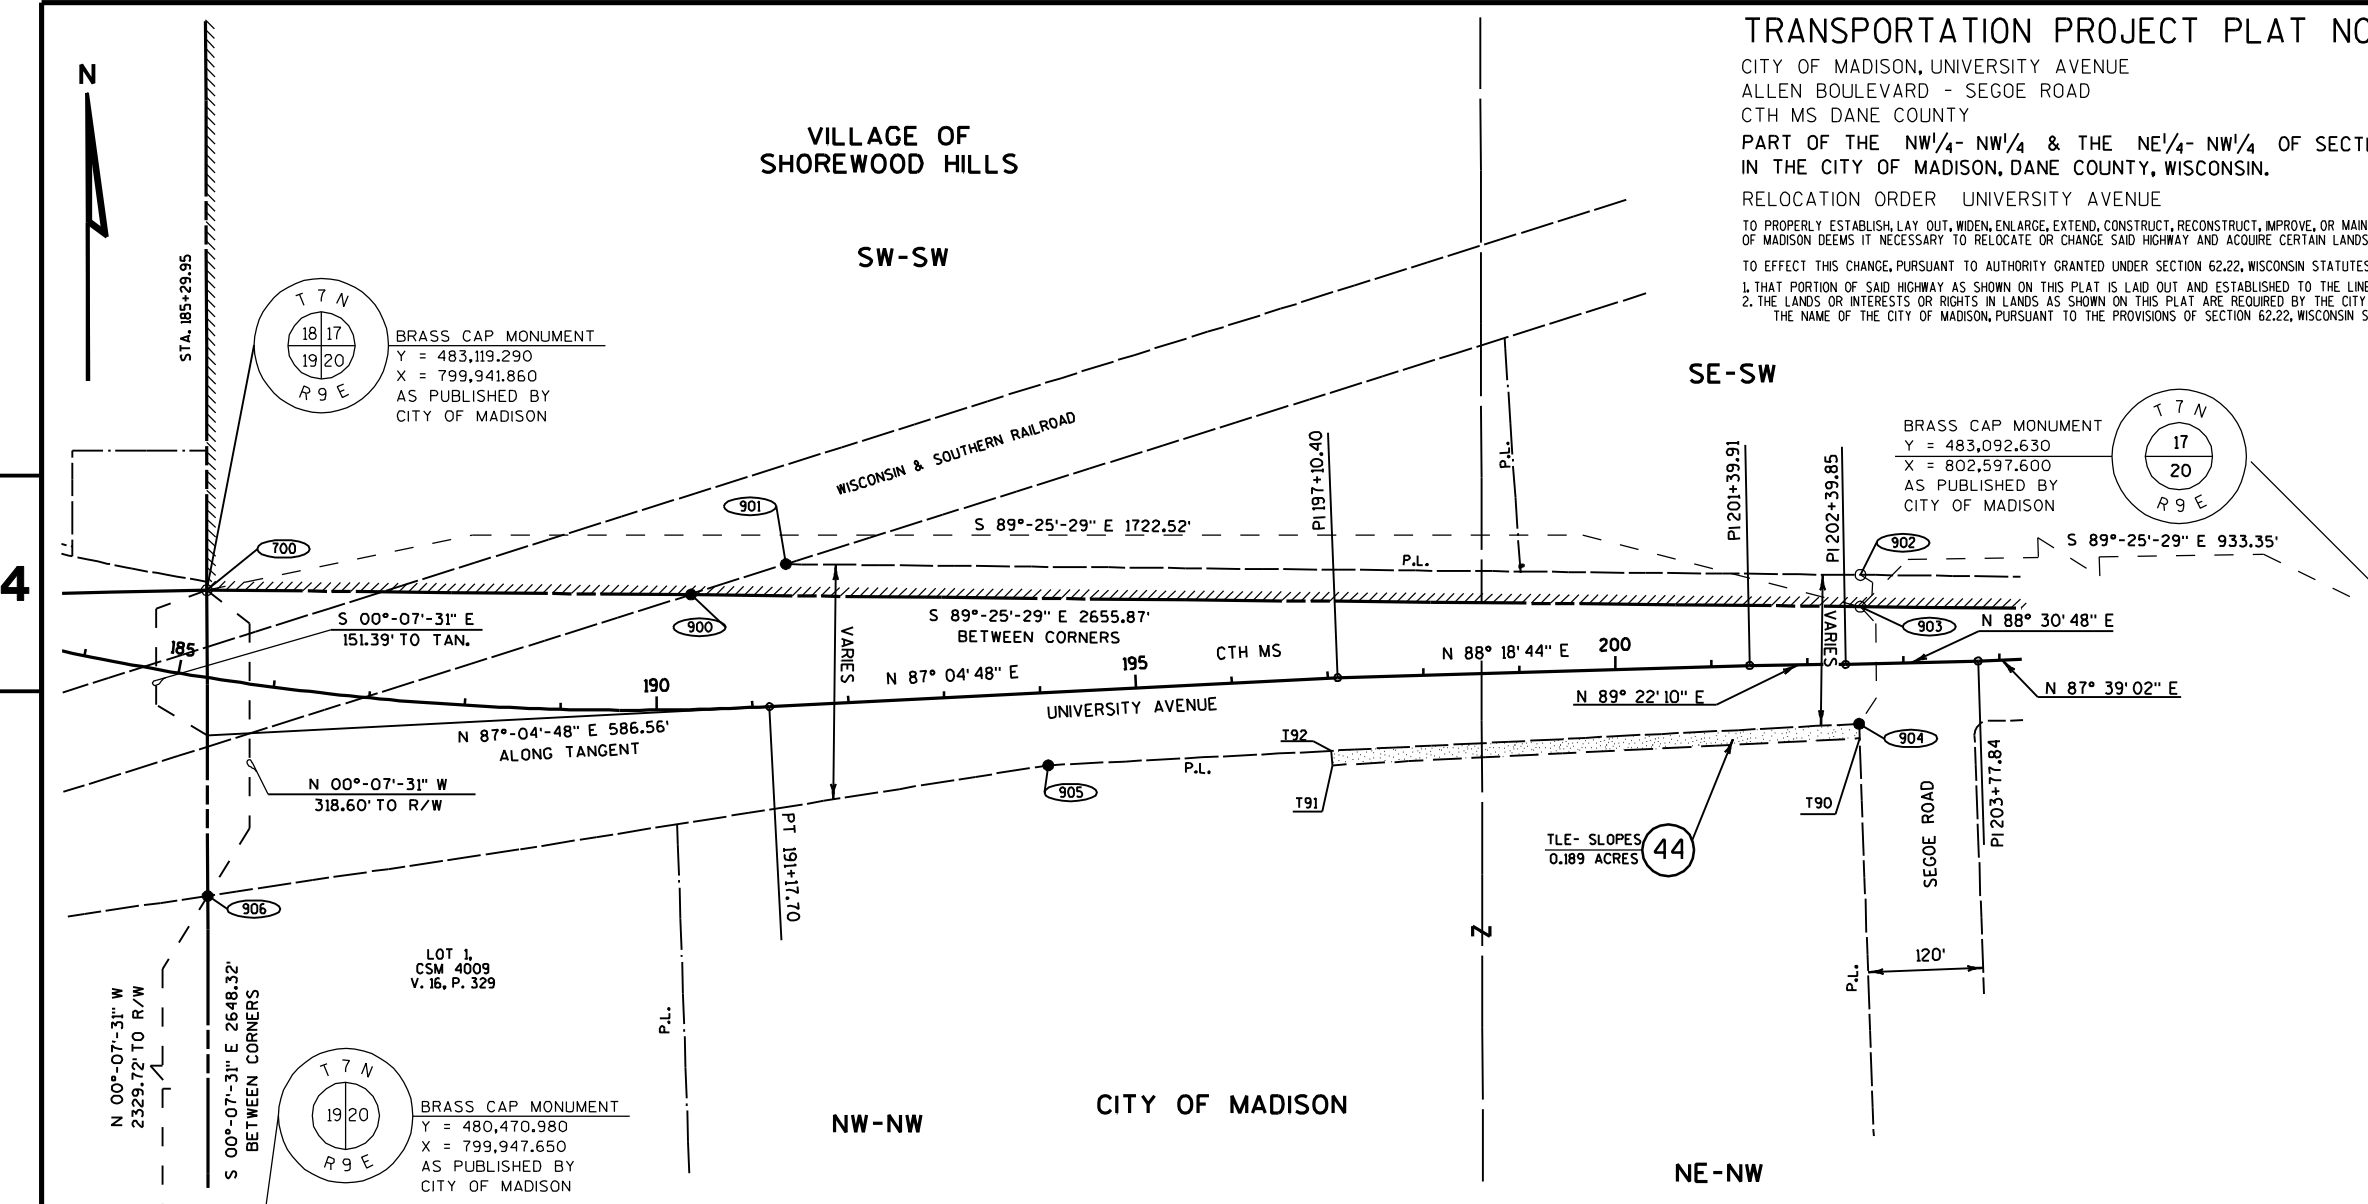 TRANSPORTATION PROJECT PLAT
CITY OF MADISON, UNIVERSITY AVENUE
ALLEN BOULEVARD - SEGOE ROAD
CTH MS DANE COUNTY
PART OF THE NW1/4- NW1/4 & THE NE1/4- NW1/4 OF
IN THE CITY OF MADISON, DANE COUNTY, WISCONSIN.
RELOCATION ORDER UNIVERSITY AVENUE
TO PROPERLY ESTABLISH, LAY OUT, WIDEN, ENLARGE, EXTEND, CONSTRUCT, RECONSTRUCT, IMPROVE, OR
OF MADISON DEEMS IT NECESSARY TO RELOCATE OR CHANGE SAID HIGHWAY AND ACQUIRE CERTAIN LANDS
TO EFFECT THIS CHANGE, PURSUANT TO AUTHORITY GRANTED UNDER SECTION 62.22, WISCONSIN STATUTES
1. THAT PORTION OF SAID HIGHWAY AS SHOWN ON THIS PLAT IS LAID OUT AND ESTABLISHED TO THE
2. THE LANDS OR INTERESTS OR RIGHTS IN LANDS AS SHOWN ON THIS PLAT ARE REQUIRED BY THE CITY
THE NAME OF THE CITY OF MADISON, PURSUANT TO THE PROVISIONS OF SECTION 62.22, WISCONSIN
N
VILLAGE OF
SHOREWOOD HILLS
SW-SW
STA. 185+29.95
T 7 N
18 17
19 20
R 9 E
BRASS CAP MONUMENT
Y = 483,119.290
X = 799,941.860
AS PUBLISHED BY
CITY OF MADISON
SE-SW
BRASS CAP MONUMENT
Y = 483,092.630
X = 802,597.600
AS PUBLISHED BY
CITY OF MADISON
T 7 N
17
20
R 9 E
WISCONSIN & SOUTHERN RAILROAD
PI 197+10.40
P.L.
PI 201+39.91
PI 202+39.85
901
S 89°-25'-29" E 1722.52'
902
S 89°-25'-29" E 933.35'
700
P.L.
4
S 00°-07'-31" E
151.39' TO TAN.
900
S 89°-25'-29" E 2655.87'
BETWEEN CORNERS
903
N 88° 30'48" E
185
VARIES
CTH MS
N 88° 18'44" E
200
VARIES
195
N 87° 04'48" E
190
N 89° 22'10" E
N 87° 39'02" E
UNIVERSITY AVENUE
N 87°-04'-48" E 586.56'
ALONG TANGENT
T92
904
P.L.
N 00°-07'-31" W
318.60' TO R/W
905
T91
T90
PT 191+17.70
TLE- SLOPES
0.189 ACRES
44
SEGOE ROAD
PI 203+77.84
906
Z
LOT 1,
CSM 4009
V. 16, P. 329
120'
P.L.
P.L.
N 00°-07'-31" W
2329.72' TO R/W
S 00°-07'-31" E 2648.32'
BETWEEN CORNERS
T 7 N
19 20
R 9 E
BRASS CAP MONUMENT
Y = 480,470.980
X = 799,947.650
AS PUBLISHED BY
CITY OF MADISON
NW-NW
CITY OF MADISON
NE-NW